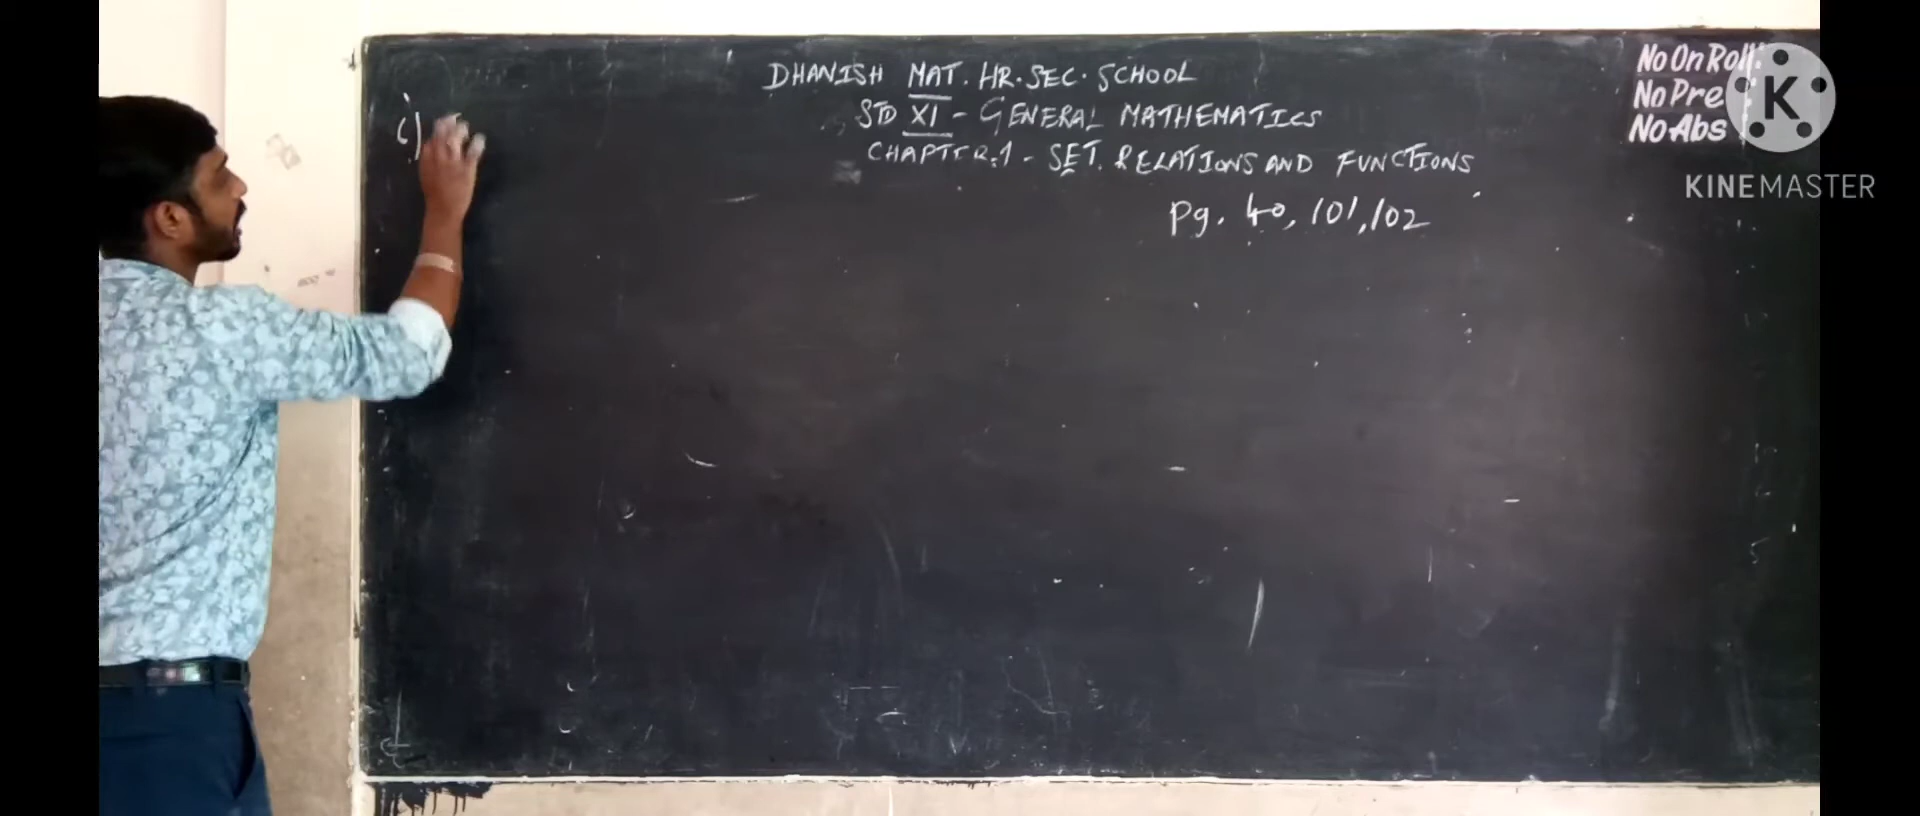 DHANISH MAT. HR. SEC. SCHOOL
STD XI - GENERAL MATHEMATICS
CHAPTER.1 - SET. RELATIONS AND FUNCTIONS
Pg. 40, 101, 102
i)
No On Roll
No Pre
No Abs
K
KINEMASTER